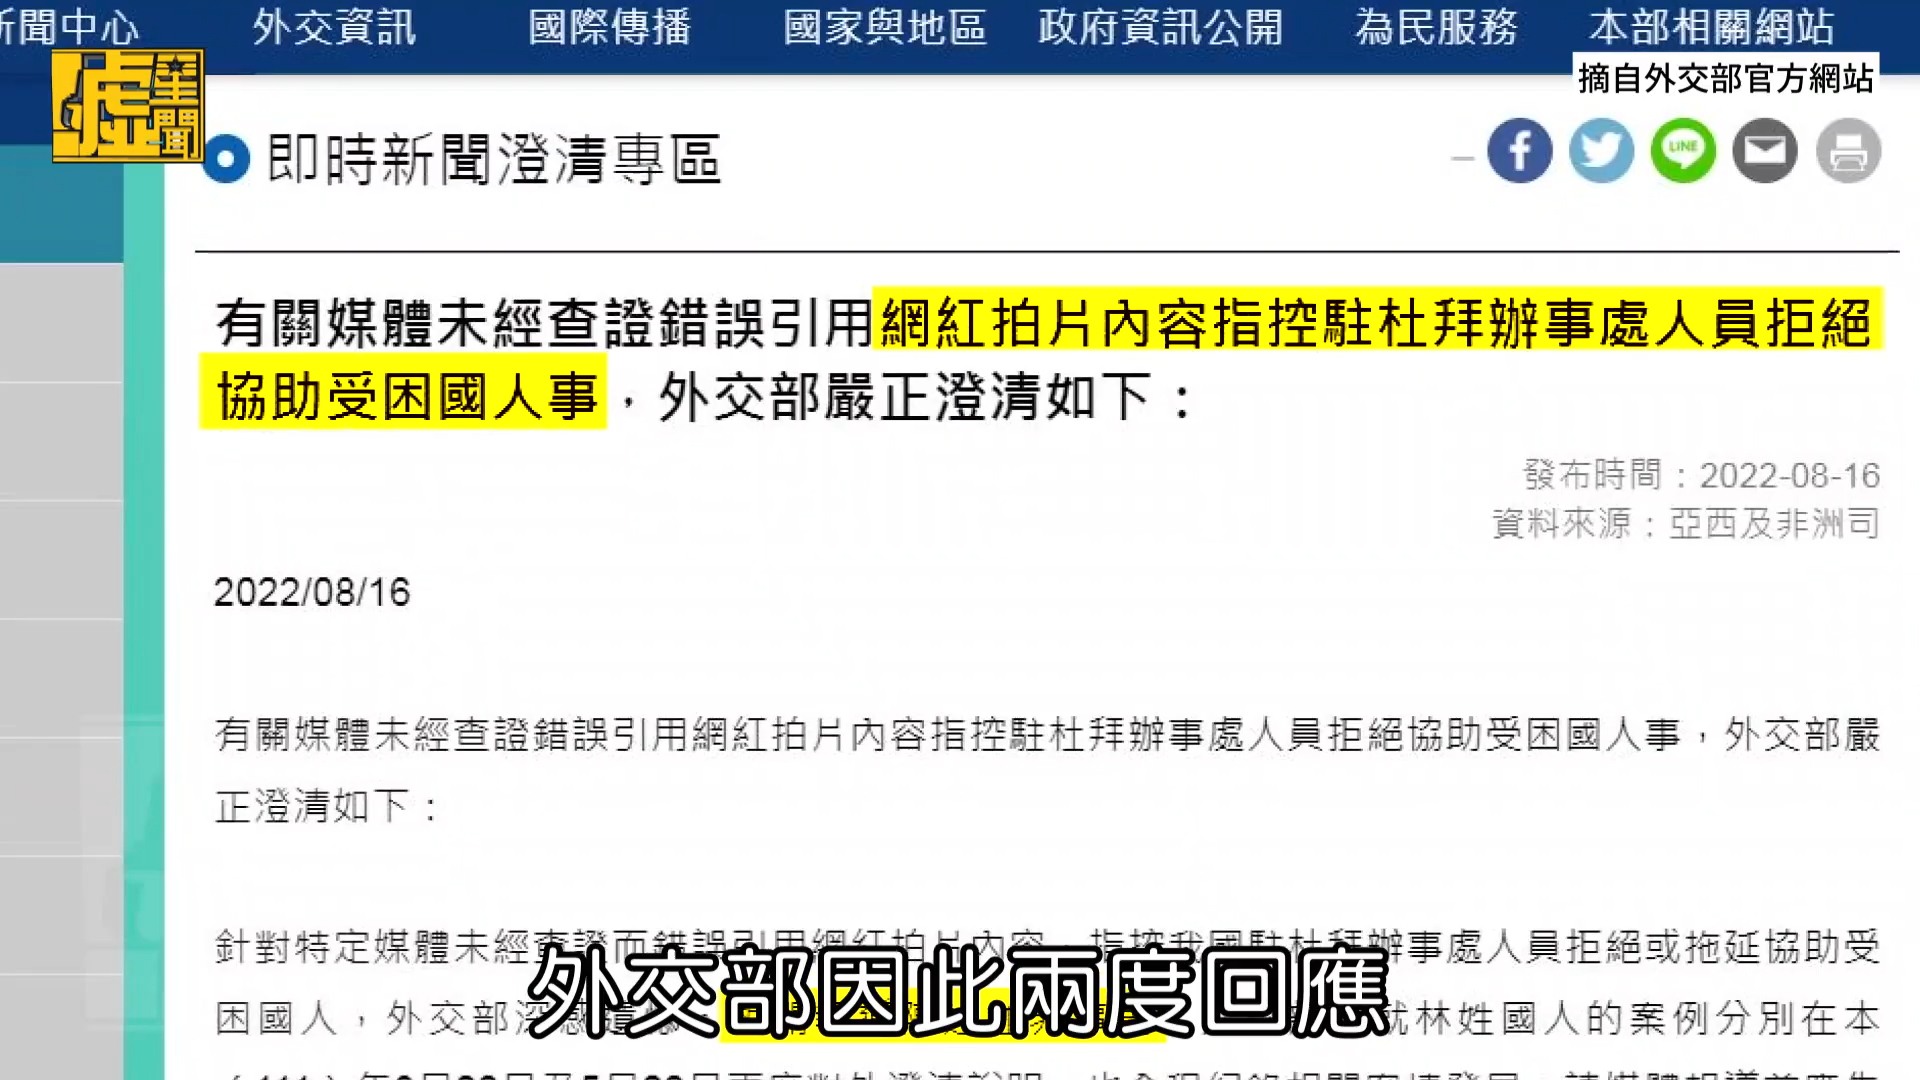 新聞中心 外交資訊 國際傳播 國家與地區 政府資訊公開 為民服務 本部相關網站
摘自外交部官方網站
噓星聞
即時新聞澄清專區
LINE
有關媒體未經查證錯誤引用網紅拍片內容指控駐杜拜辦事處人員拒絕
協助受困國人事，外交部嚴正澄清如下：
發布時間：2022-08-16
資料來源：亞西及非洲司
2022/08/16
有關媒體未經查證錯誤引用網紅拍片內容指控駐杜拜辦事處人員拒絕協助受困國人事，外交部嚴
正澄清如下：
針對特定媒體未經查證而錯誤引用網紅拍片內容，指控我國駐杜拜辦事處人員拒絕或拖延協助受
困國人，外交部深感遺憾 就林姓國人的案例分別在本
外交部因此兩度回應